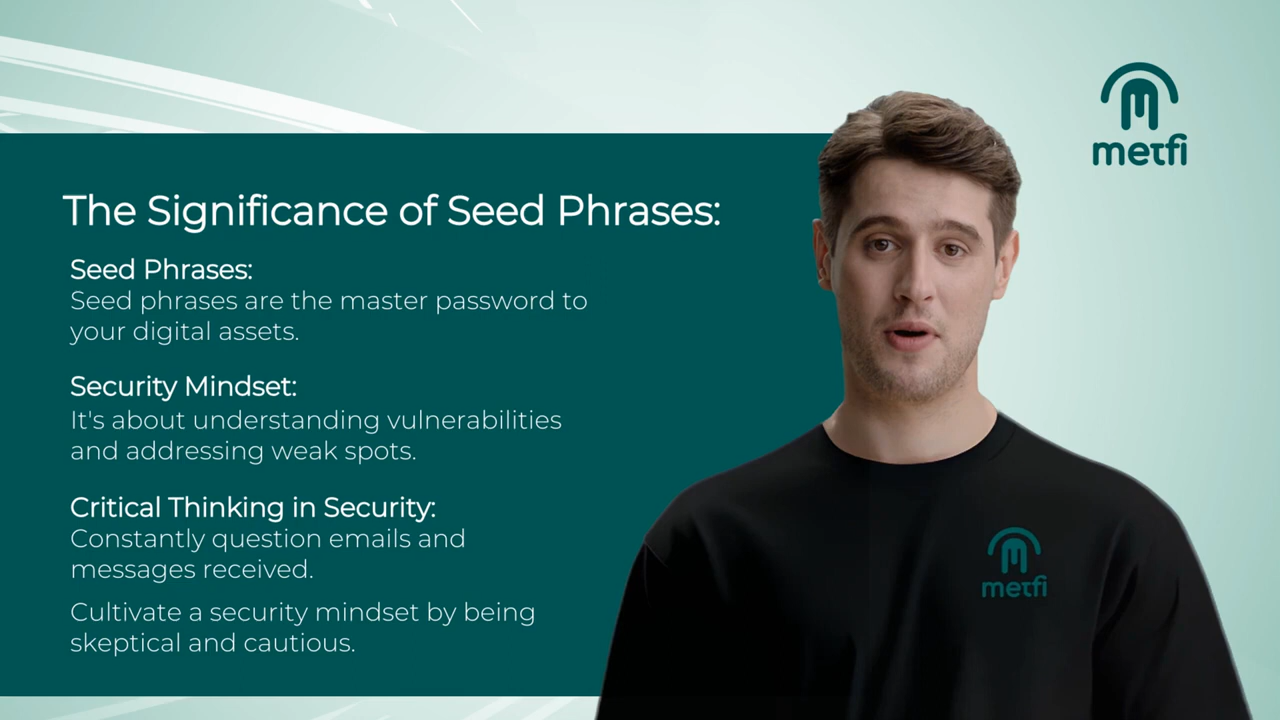 metfi
The Significance of Seed Phrases:
Seed Phrases:
Seed phrases are the master password to
your digital assets.
Security Mindset:
It's about understanding vulnerabilities
and addressing weak spots.
Critical Thinking in Security:
Constantly question emails and
messages received.
Cultivate a security mindset by being
skeptical and cautious.
metfi